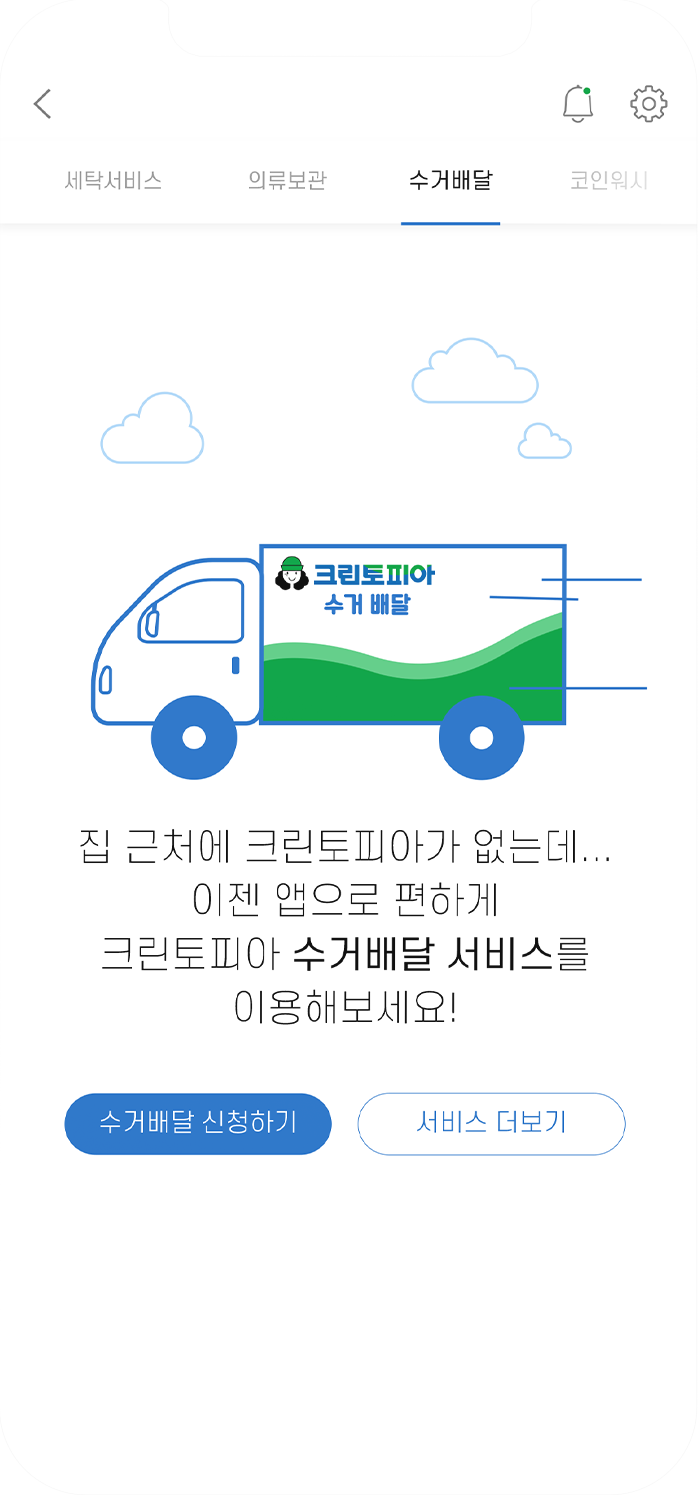 세탁서비스 의류보관 수거배달 코인워시
크린토피아
수거 배달
집 근처에 크린토피아가 없는데...
이젠 앱으로 편하게
크린토피아 수거배달 서비스를
이용해보세요!
수거배달 신청하기 서비스 더보기